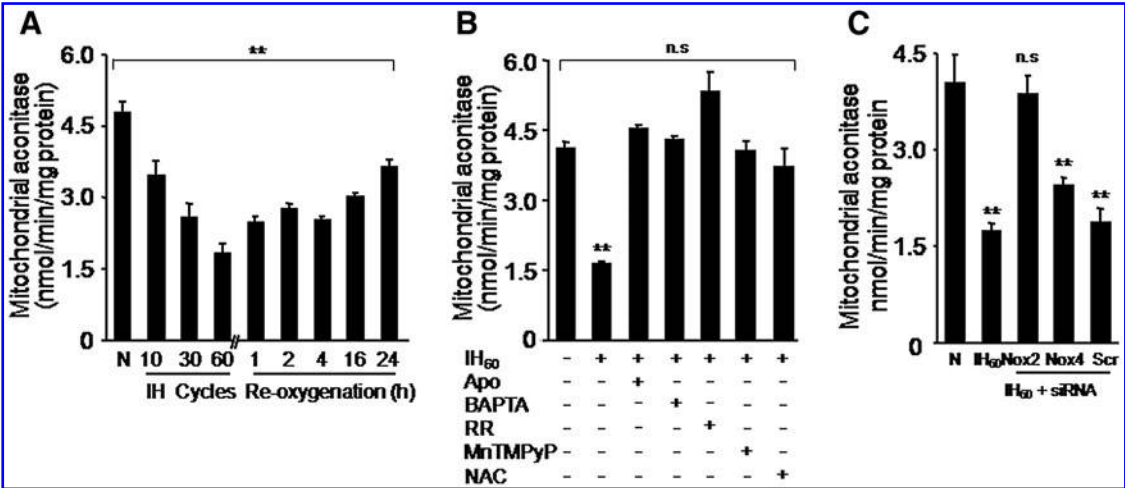 A
Mitochondrial aconitase
(nmol/min/mg protein)
6.0
4.5
3.0
1.5
0
**
N 10 30 60 // 1 2 4 16 24
IH Cycles Re-oxygenation (h)
B
Mitochondrial aconitase
(nmol/min/mg protein)
6.0
4.5
3.0
1.5
0
n.s
**
IH60 - + + + + + +
Apo - - + - - - -
BAPTA - - - + - - -
RR - - - - + - -
MnTMPyP - - - - - + -
NAC - - - - - - +
C
Mitochondrial aconitase
nmol/min/mg protein
4.5
3.0
1.5
0
n.s
**
**
**
N IH60 Nox2 Nox4 Scr
IH60 + siRNA